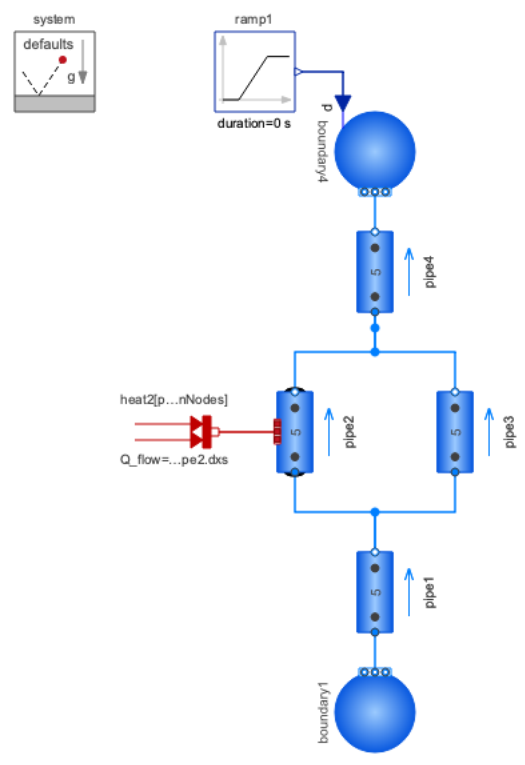 system
defaults
g
ramp1
duration=0 s
p
boundary4
5
pipe4
heat2[p...nNodes]
Q_flow=...pe2.dxs
5
pipe2
5
pipe3
5
pipe1
boundary1